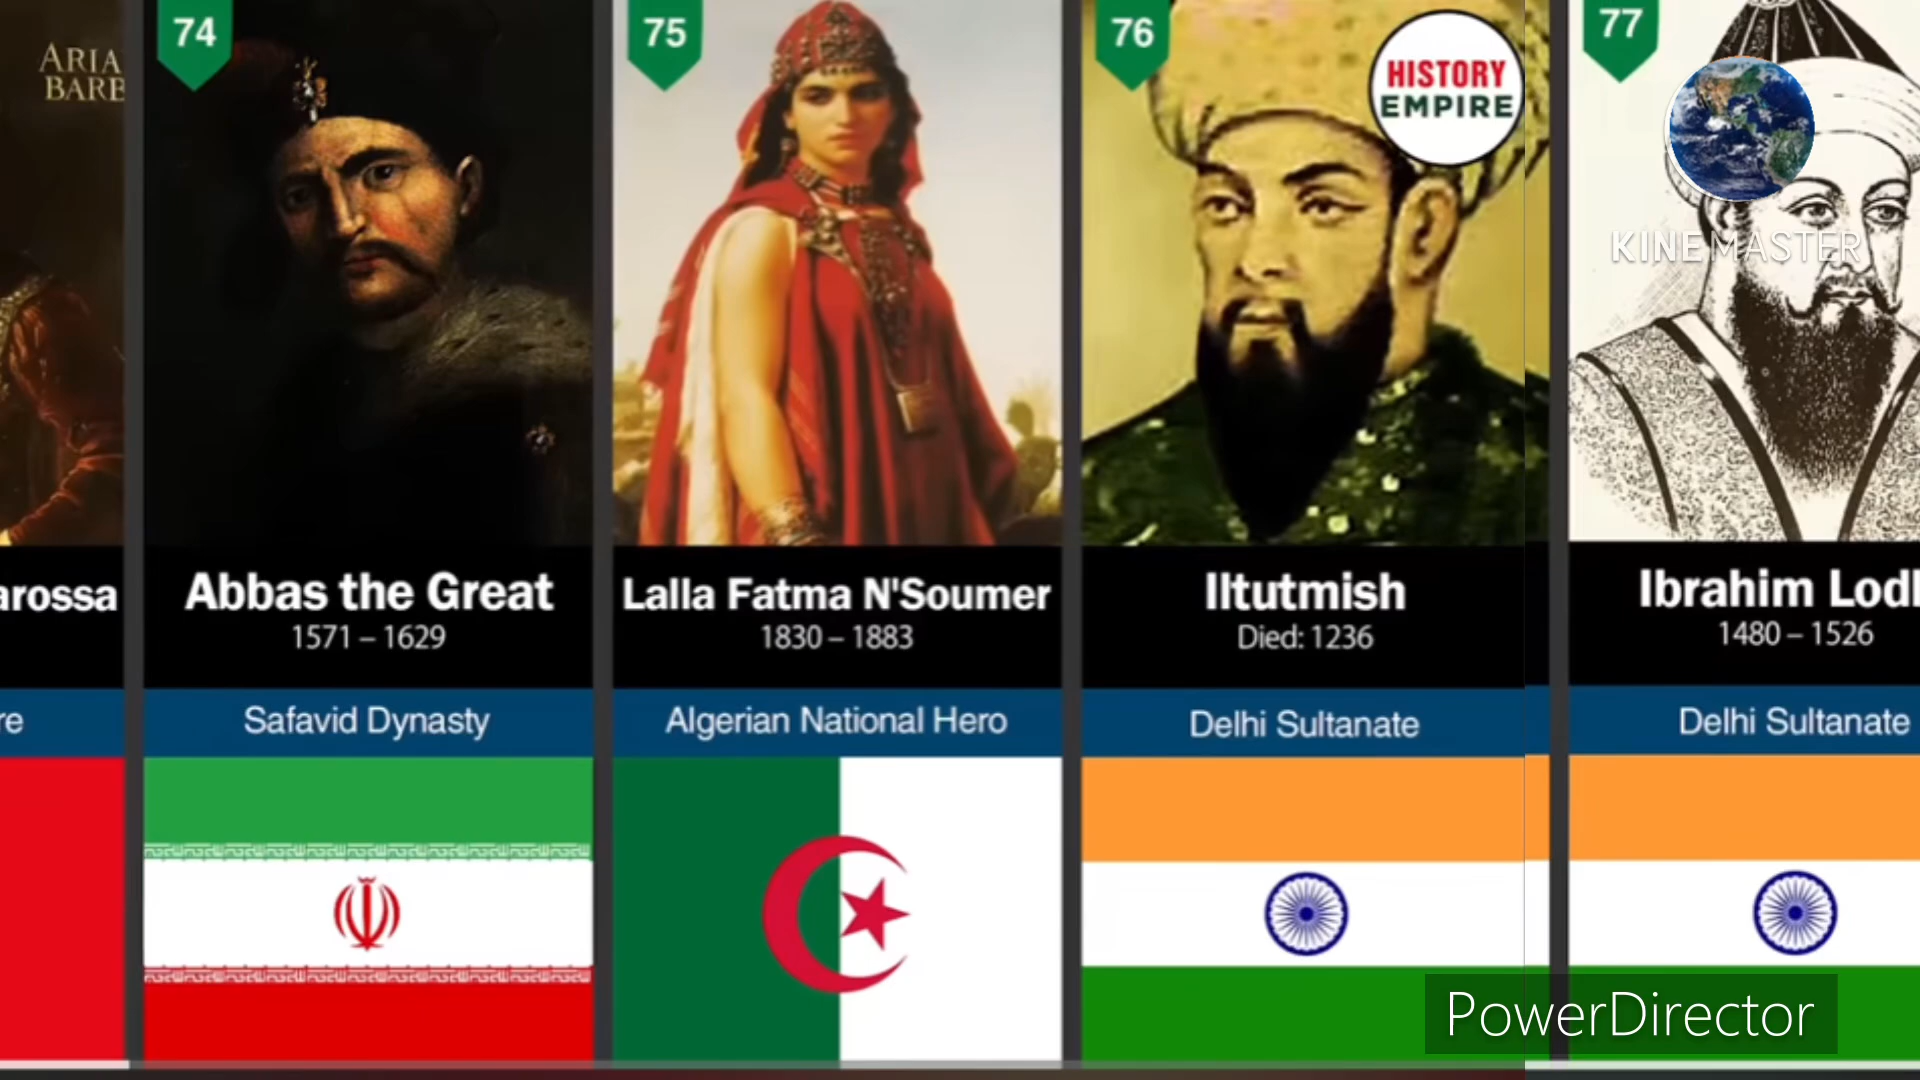 ARIA
BARB
arossa
re
74
Abbas the Great
1571 – 1629
Safavid Dynasty
75
Lalla Fatma N'Soumer
1830 – 1883
Algerian National Hero
76
HISTORY
EMPIRE
Iltutmish
Died: 1236
Delhi Sultanate
77
KINEMASTER
Ibrahim Lod
1480 – 1526
Delhi Sultanate
PowerDirector